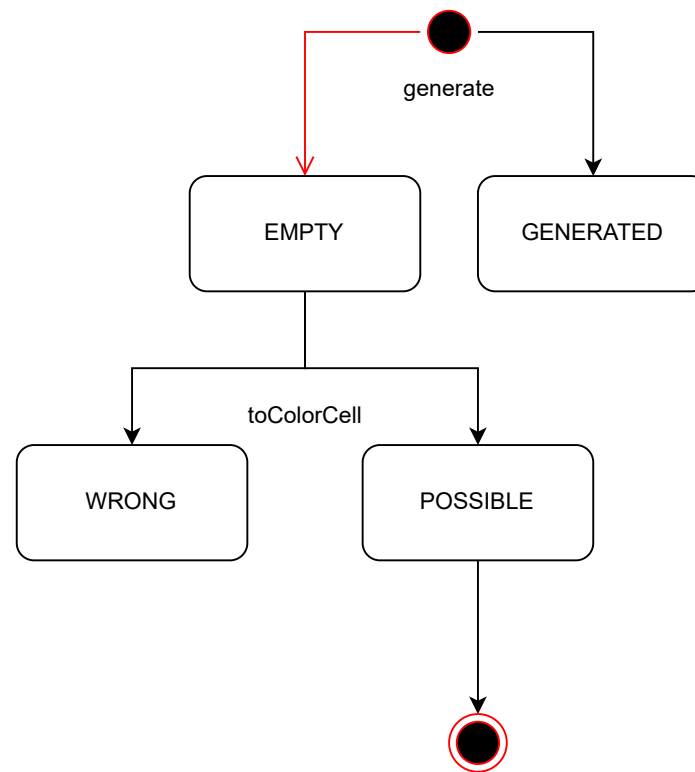 generate
EMPTY
GENERATED
toColorCell
WRONG
POSSIBLE